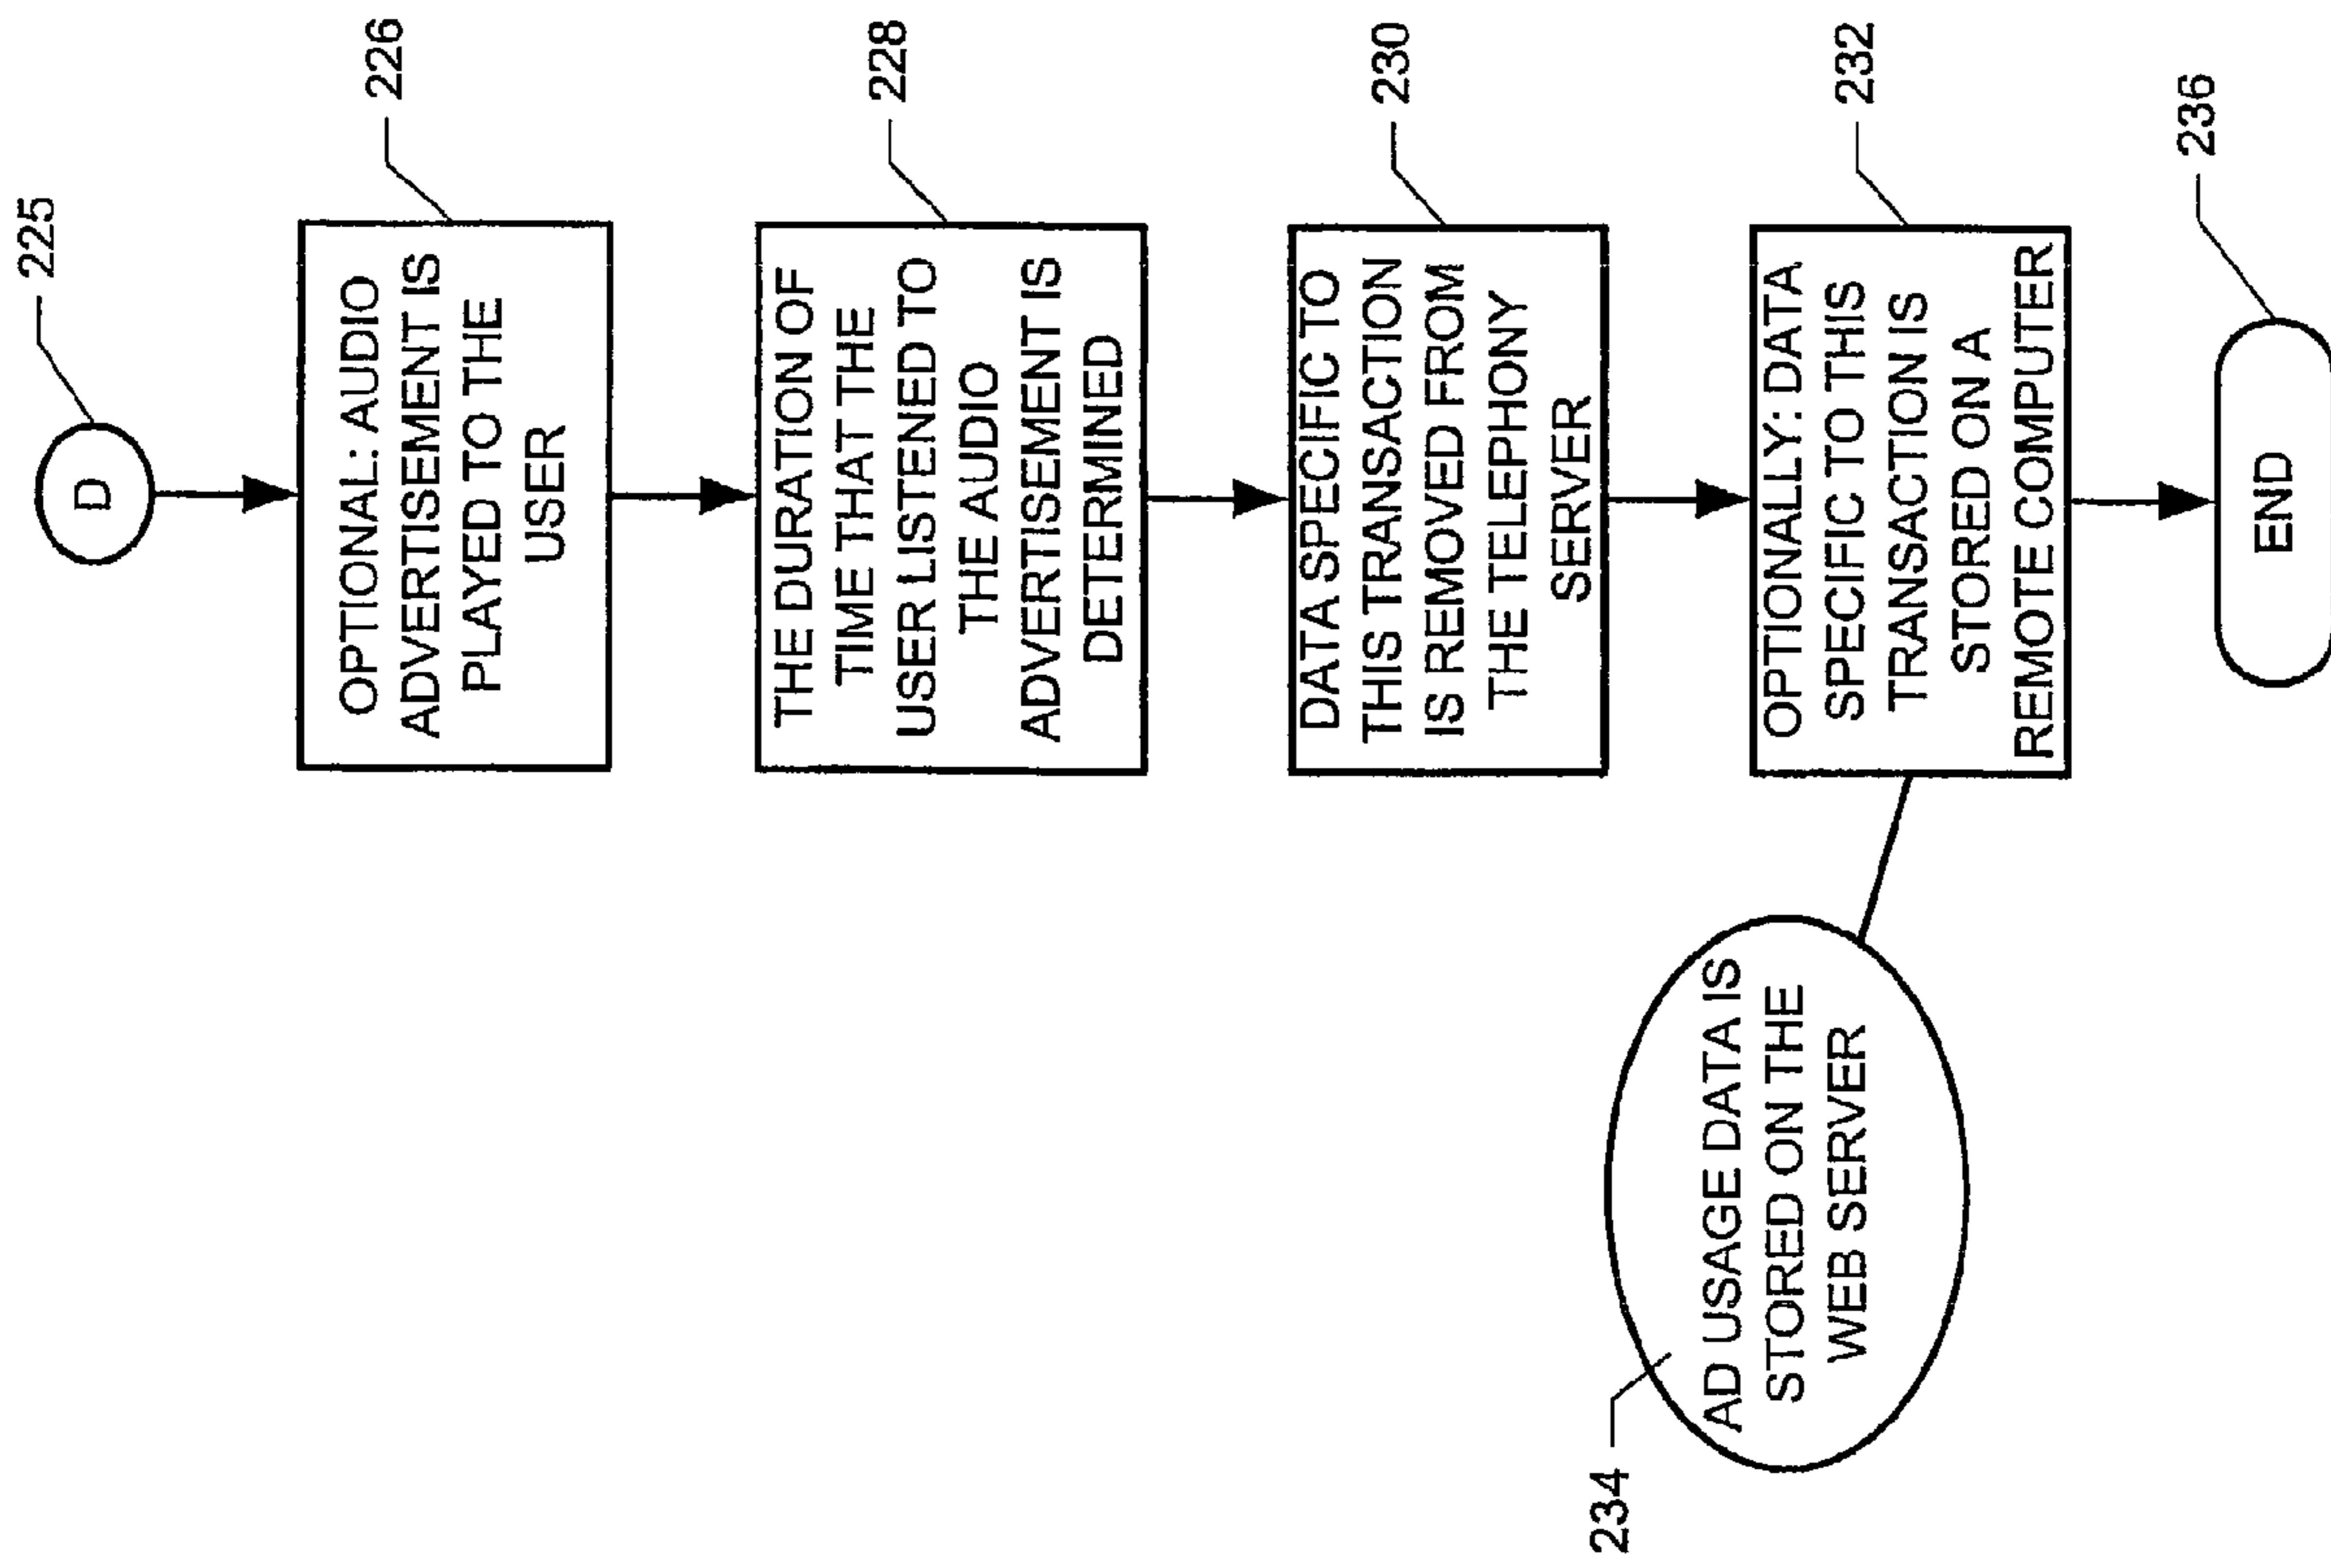 225
D
226
OPTIONAL: AUDIO
ADVERTISEMENT IS
PLAYED TO THE
USER
228
THE DURATION OF
TIME THAT THE
USER LISTENED TO
THE AUDIO
ADVERTISEMENT IS
DETERMINED
230
DATA SPECIFIC TO
THIS TRANSACTION
IS REMOVED FROM
THE TELEPHONY
SERVER
232
OPTIONALLY: DATA
SPECIFIC TO THIS
TRANSACTION IS
STORED ON A
REMOTE COMPUTER
234
AD USAGE DATA IS
STORED ON THE
WEB SERVER
236
END